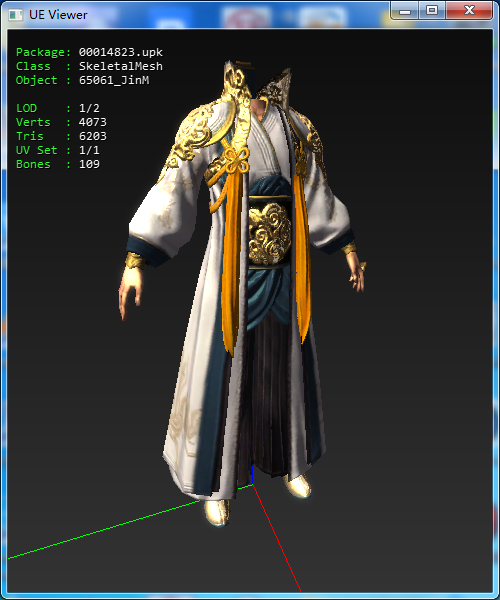 UE Viewer
Package: 00014823.upk
Class  : SkeletalMesh
Object : 65061_JinM
LOD    : 1/2
Verts  : 4073
Tris   : 6203
UV Set : 1/1
Bones  : 109